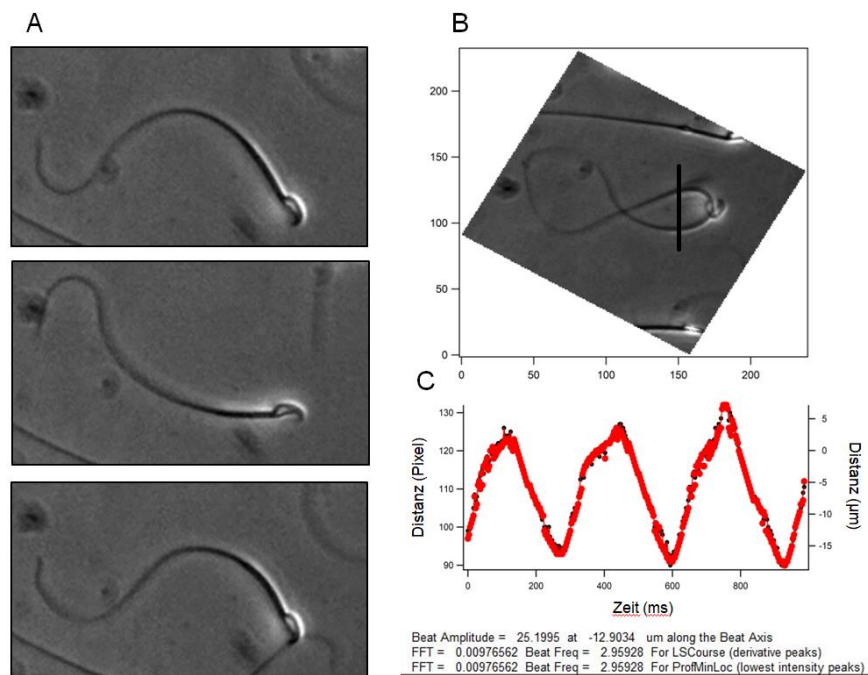 A
B
200
150
100
50
0
0
50
100
150
200
C
130
120
110
100
90
5
0
-5
-10
-15
Distanz (Pixel)
Distanz (µm)
0
200
400
600
800
Zeit (ms)
Beat Amplitude = 25.1995 at -12.9034 um along the Beat Axis
FFT = 0.00976562 Beat Freq = 2.95928 For LSCourse (derivative peaks)
FFT = 0.00976562 Beat Freq = 2.95928 For ProfMinLoc (lowest intensity peaks)